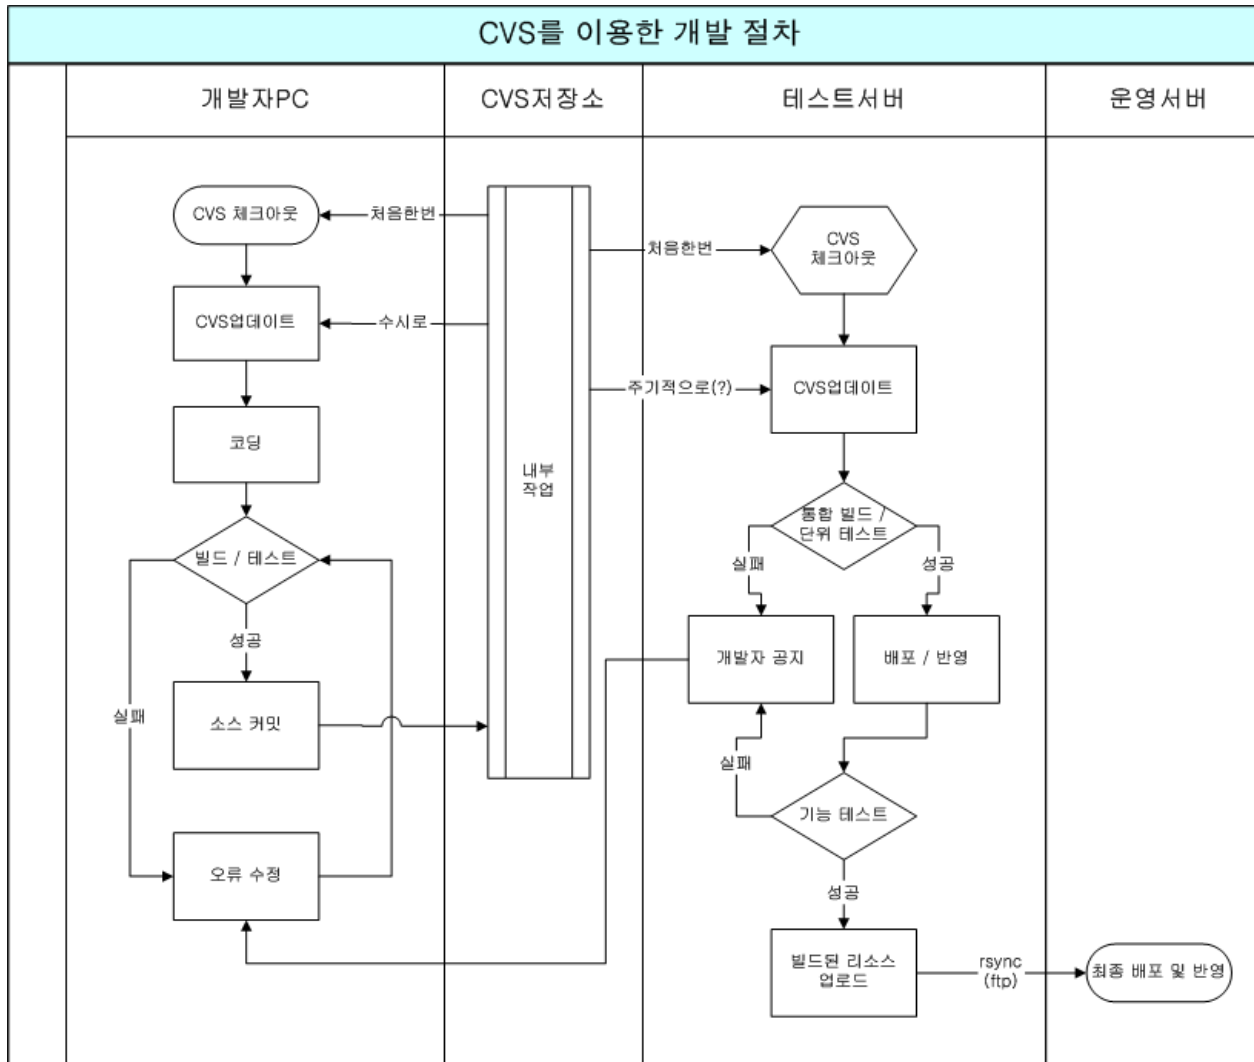 CVS를 이용한 개발 절차
개발자PC
CVS저장소
테스트서버
운영서버
CVS 체크아웃
처음한번
처음한번
CVS
체크아웃
CVS업데이트
수시로
주기적으로(?)
CVS업데이트
코딩
내부
작업
통합 빌드 /
단위 테스트
빌드 / 테스트
실패
성공
성공
개발자 공지
배포 / 반영
실패
소스 커밋
실패
기능 테스트
오류 수정
성공
빌드된 리소스
업로드
rsync
(ftp)
최종 배포 및 반영